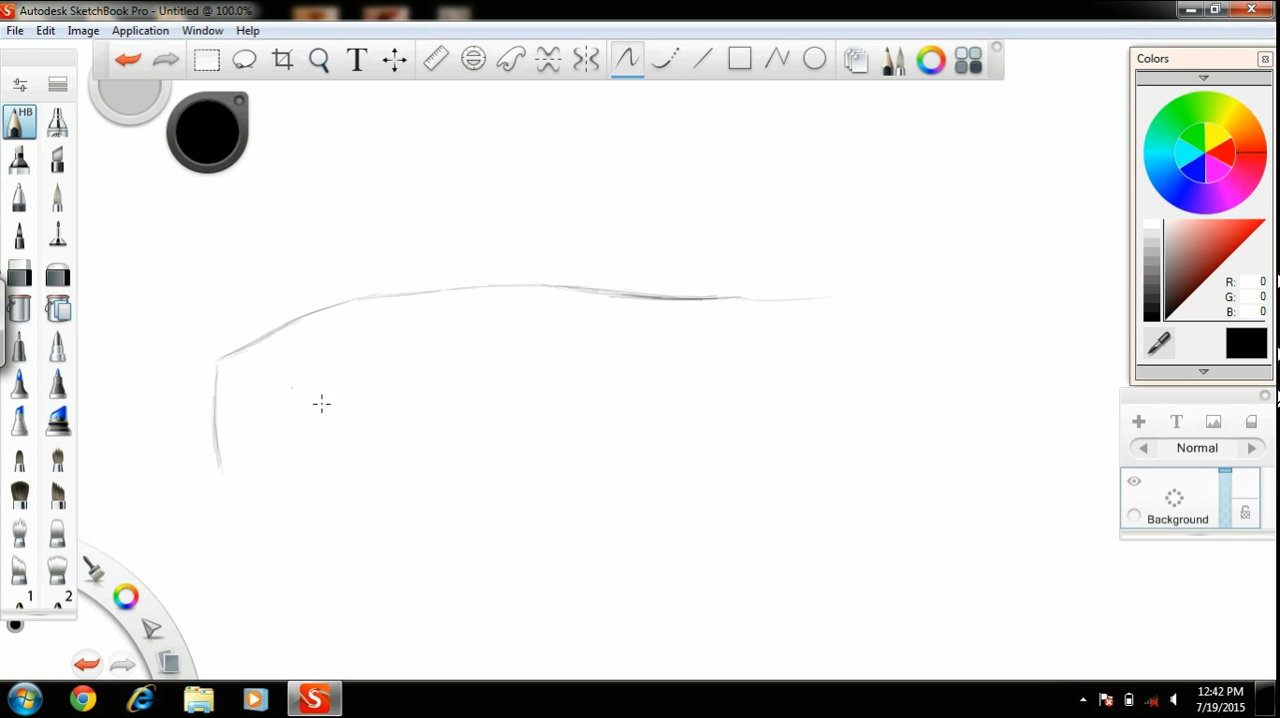 Autodesk SketchBook Pro - Untitled @ 100.0%
File Edit Image Application Window Help
T
Colors
HB
R: 0
G: 0
B: 0
T
Normal
Background
1 2
12:42 PM
7/19/2015